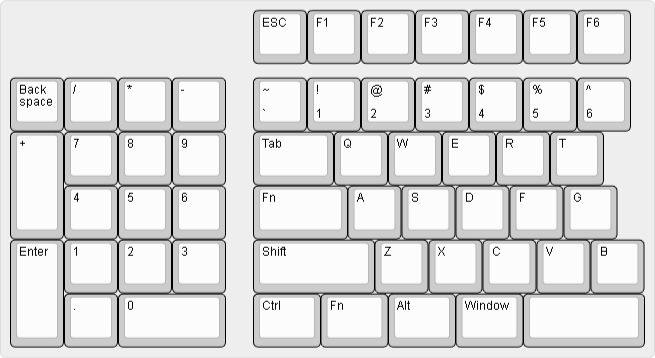 ESC F1 F2 F3 F4 F5 F6
Back / * - ~ ! @ # $ % ^
space ` 1 2 3 4 5 6
+ 7 8 9 Tab Q W E R T
4 5 6 Fn A S D F G
Enter 1 2 3 Shift Z X C V B
. 0 Ctrl Fn Alt Window